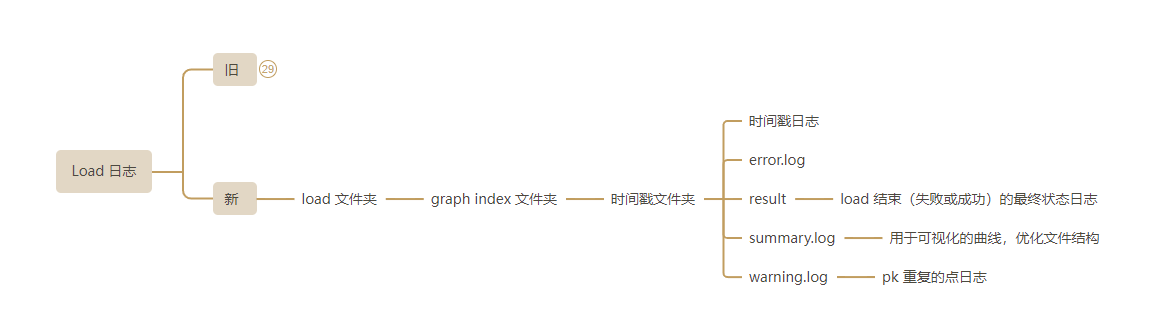 Load 日志
旧 29
新
load 文件夹
graph index 文件夹
时间戳文件夹
时间戳日志
error.log
result
load 结束（失败或成功）的最终状态日志
summary.log
用于可视化的曲线，优化文件结构
warning.log
pk 重复的点日志